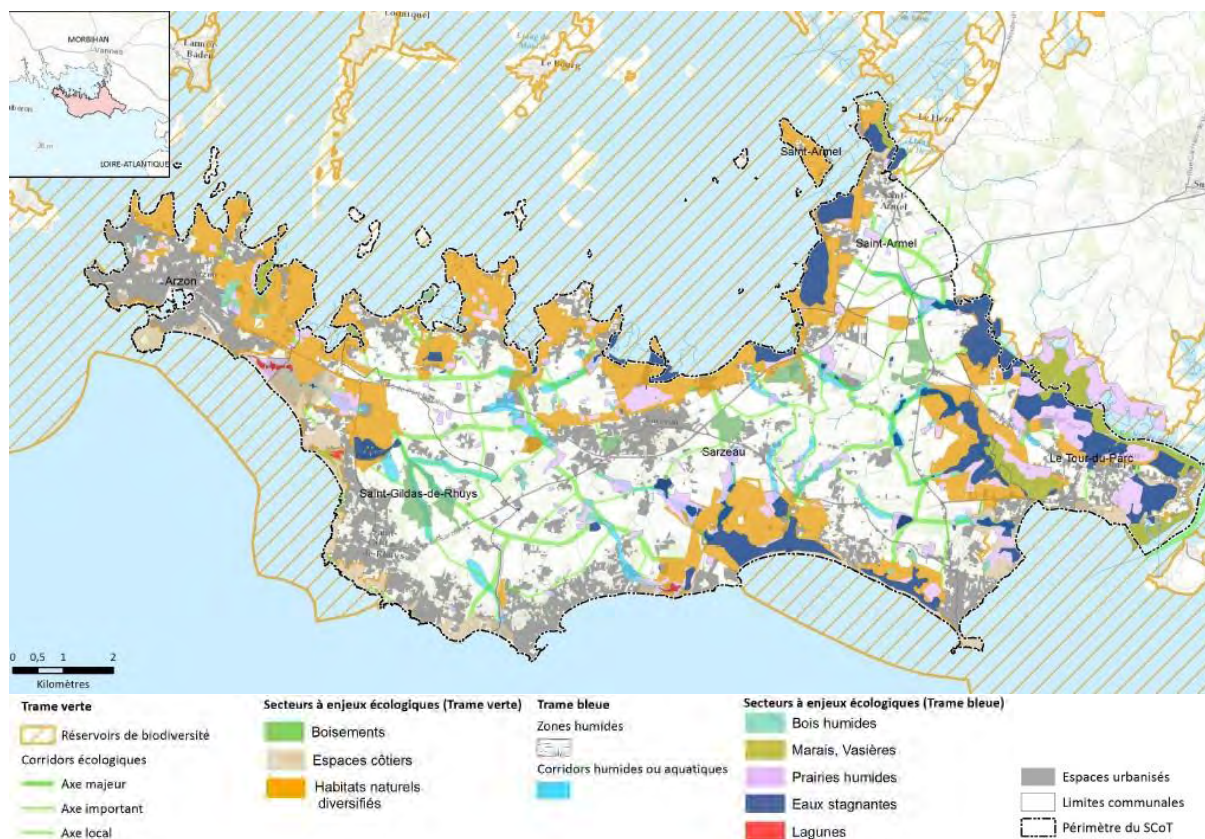 MORBIHAN
Vannes
LOIRE-ATLANTIQUE
Le Bourg
Le Hézo
Saint-Armel
Saint-Armel
Saint-Armel
Arzon
Sarzeau
Le Tour-du-Parc
Saint-Gildas-de-Rhuys
0 0,5 1 2
Kilomètres
Trame verte
Réservoirs de biodiversité
Corridors écologiques
Axe majeur
Axe important
Axe local
Secteurs à enjeux écologiques (Trame verte)
Boisements
Espaces côtiers
Habitats naturels
diversifiés
Trame bleue
Zones humides
Corridors humides ou aquatiques
Secteurs à enjeux écologiques (Trame bleue)
Bois humides
Marais, Vasières
Prairies humides
Eaux stagnantes
Lagunes
Espaces urbanisés
Limites communales
Périmètre du SCoT